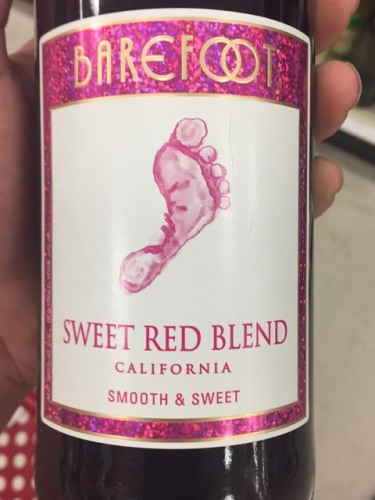 BAREFOOT
SWEET RED BLEND
CALIFORNIA
SMOOTH & SWEET